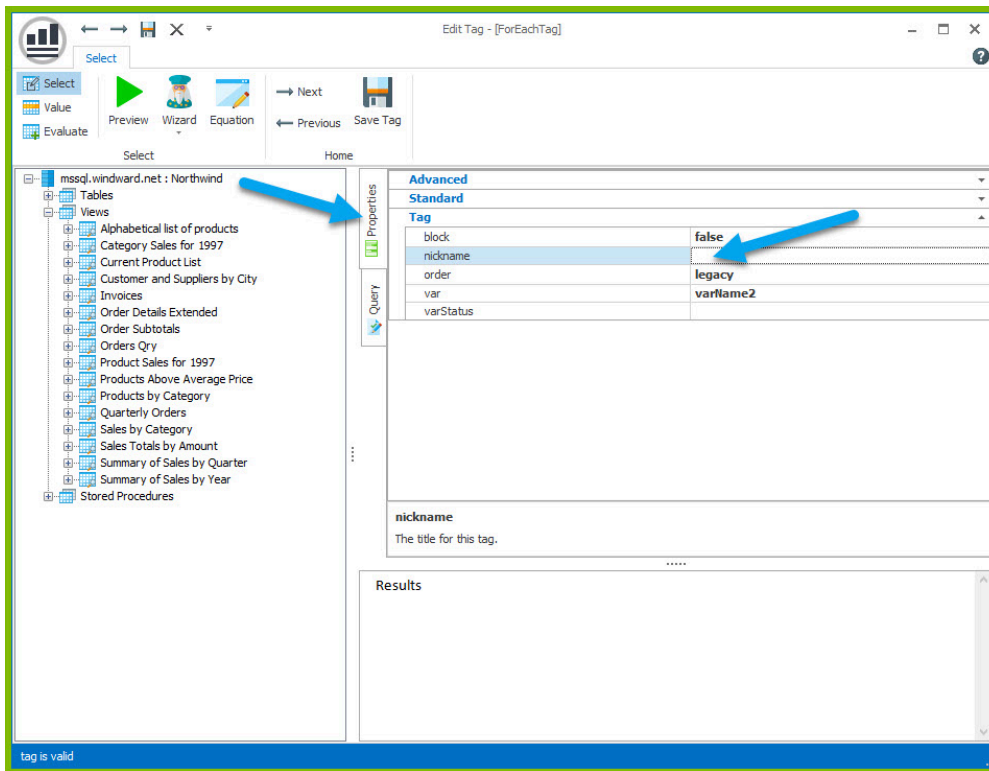 Edit Tag - [ForEachTag]
Select
Select
Value
Evaluate
Preview
Wizard
Equation
Next
Previous
Save Tag
Select
Home
mssql.windward.net : Northwind
Tables
Views
Alphabetical list of products
Category Sales for 1997
Current Product List
Customer and Suppliers by City
Invoices
Order Details Extended
Order Subtotals
Orders Qry
Product Sales for 1997
Products Above Average Price
Products by Category
Quarterly Orders
Sales by Category
Sales Totals by Amount
Summary of Sales by Quarter
Summary of Sales by Year
Stored Procedures
Properties
Query
Advanced
Standard
Tag
block false
nickname
order legacy
var varName2
varStatus
nickname
The title for this tag.
Results
tag is valid